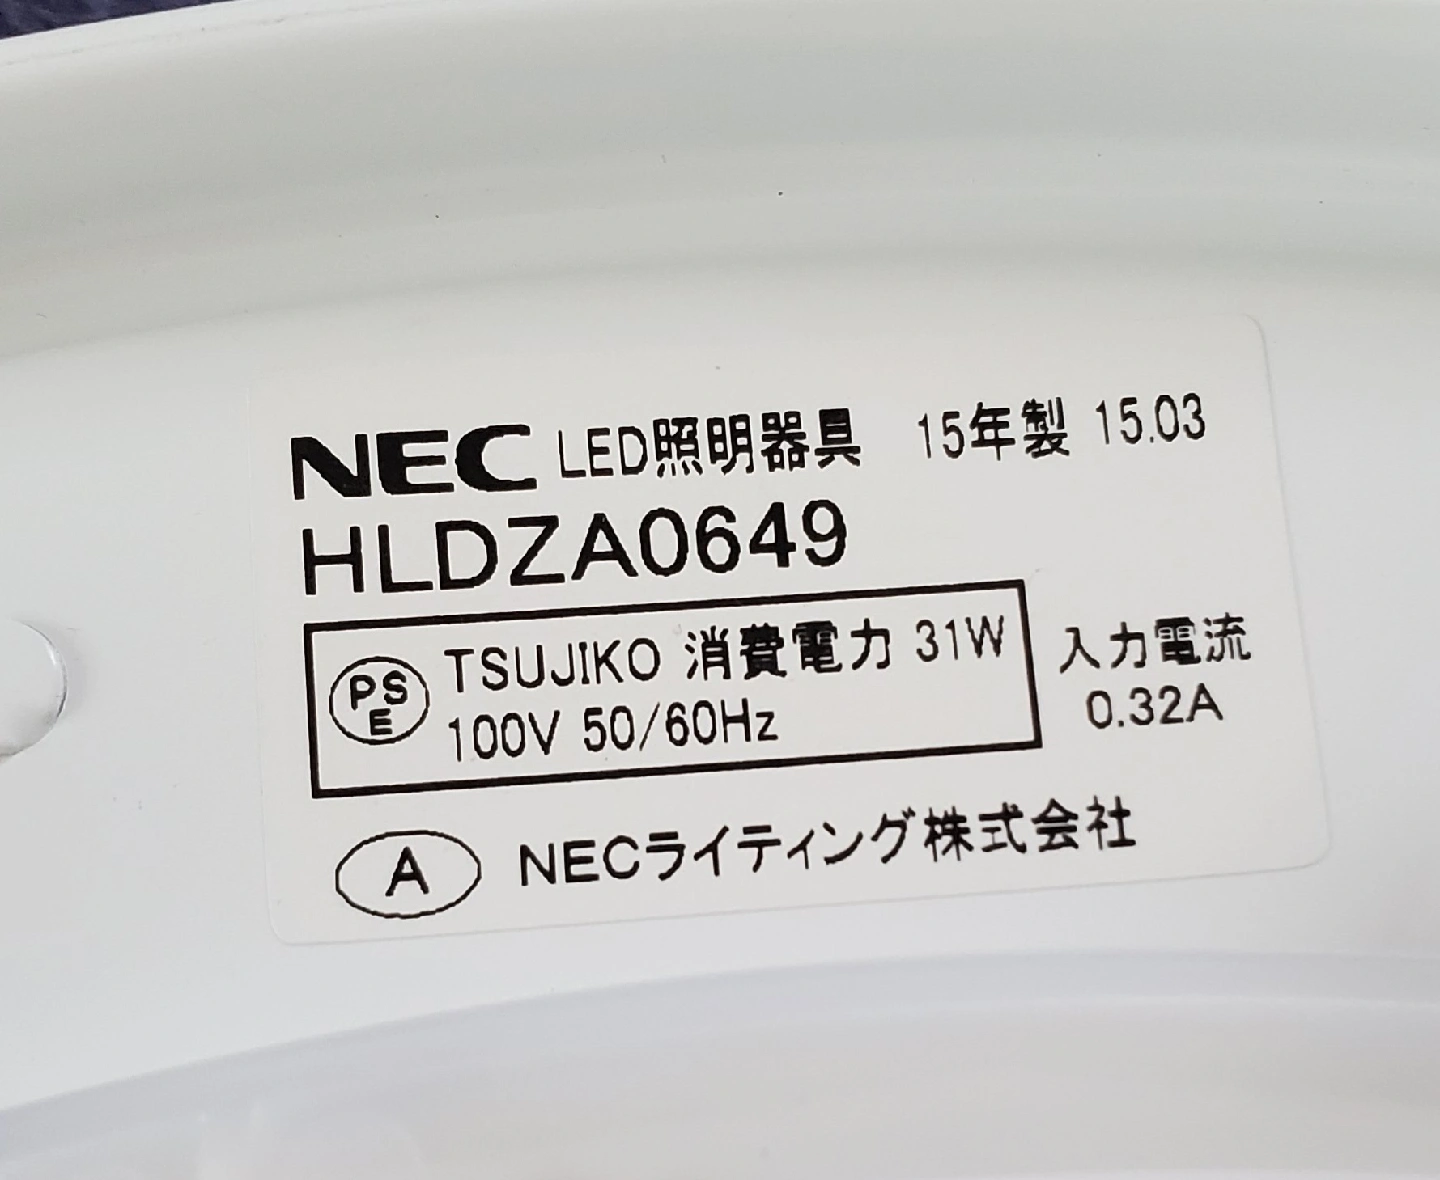 NEC LED照明器具 15年製 15.03
HLDZA0649
PSE TSUJIKO 消費電力 31W
100V 50/60Hz
入力電流
0.32A
A NECライティング株式会社